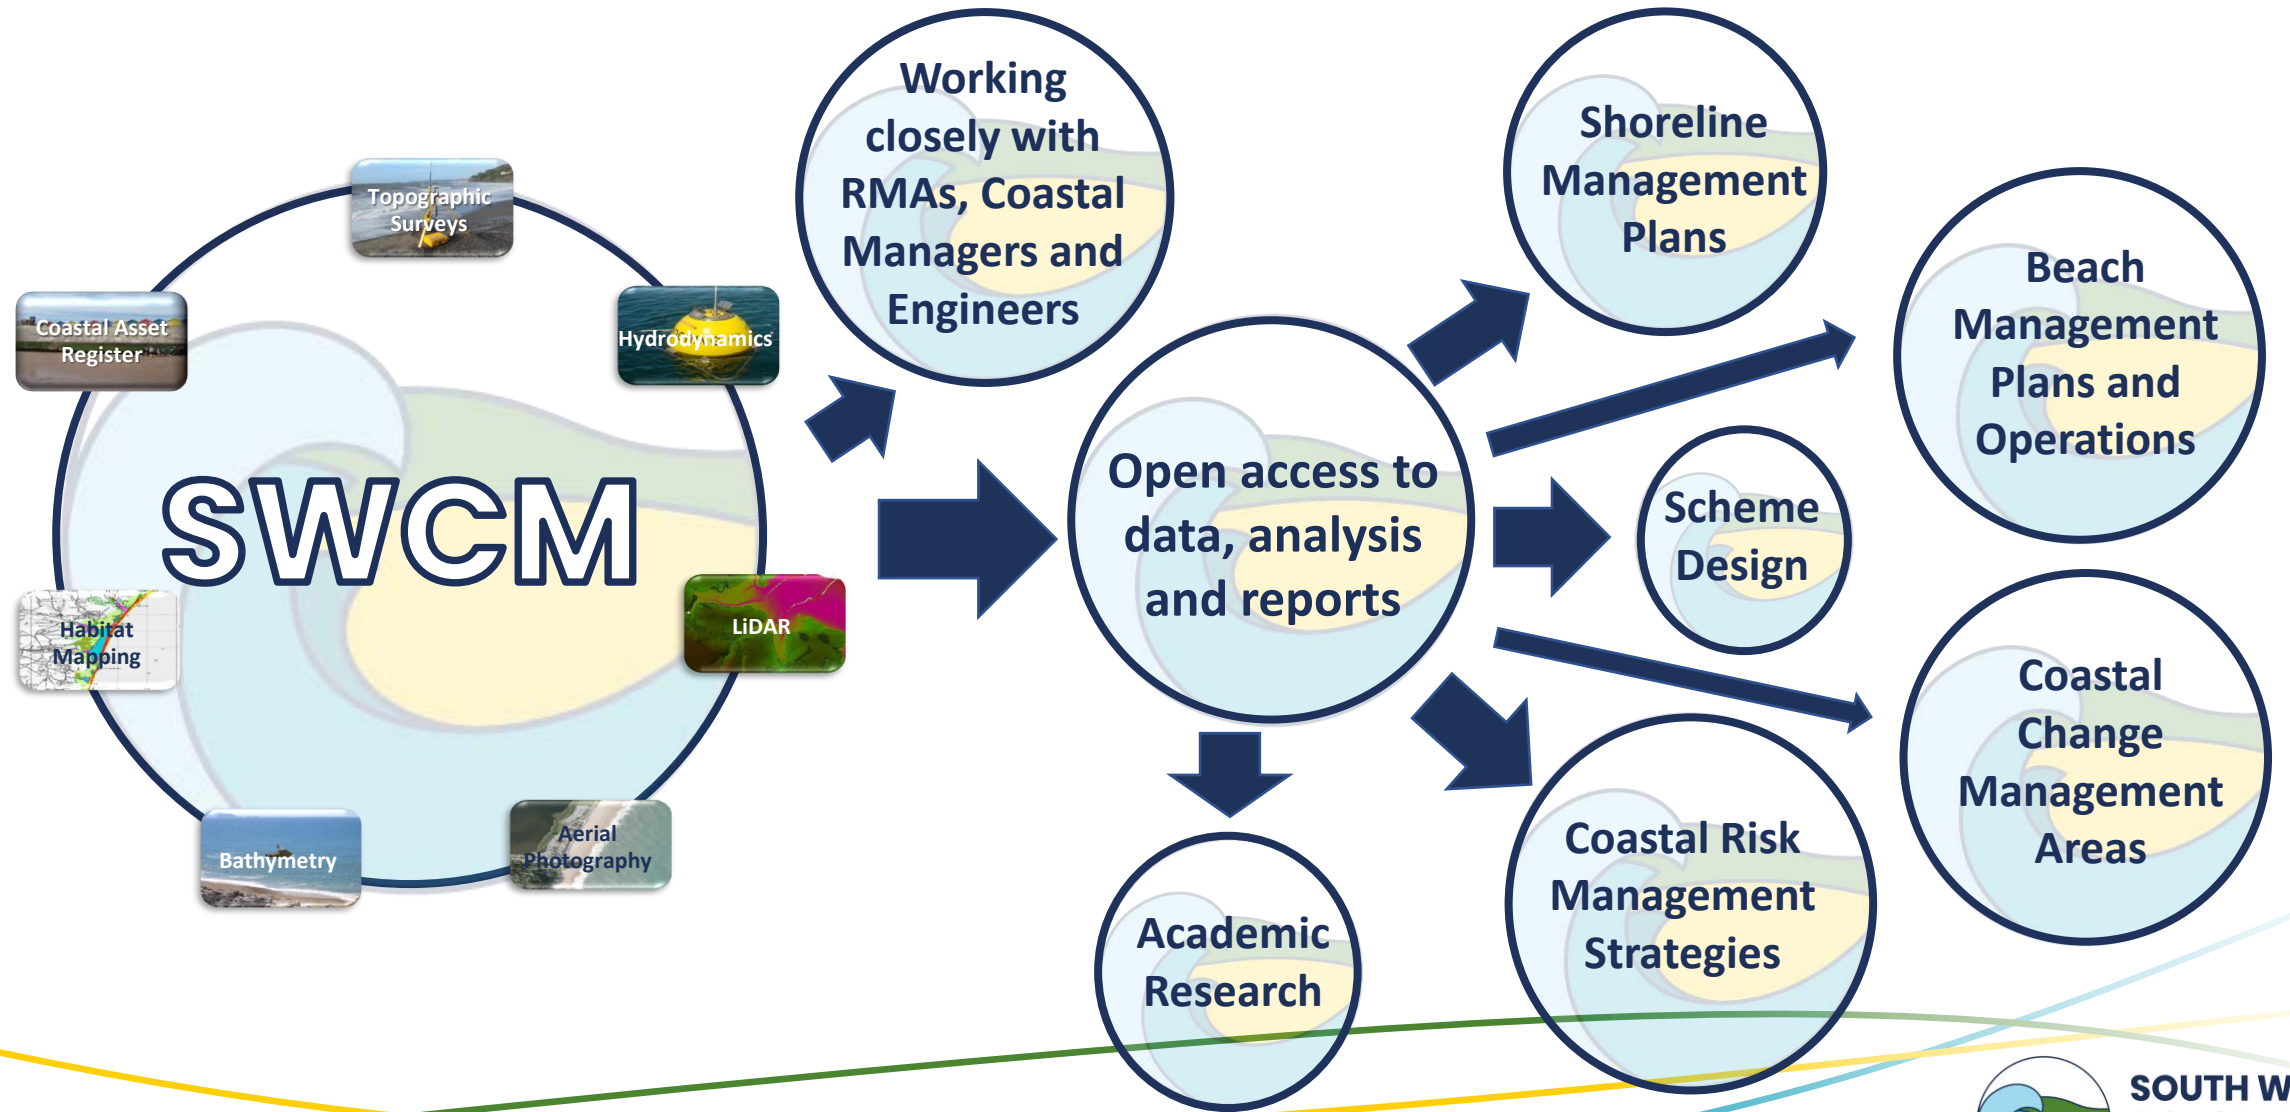 Topographic
Surveys
Coastal Asset
Register
Hydrodynamics
SWCM
Habitat
Mapping
LiDAR
Bathymetry
Aerial
Photography
Working
closely with
RMAs, Coastal
Managers and
Engineers
Open access to
data, analysis
and reports
Shoreline
Management
Plans
Beach
Management
Plans and
Operations
Scheme
Design
Coastal
Change
Management
Areas
Coastal Risk
Management
Strategies
Academic
Research
SOUTH W